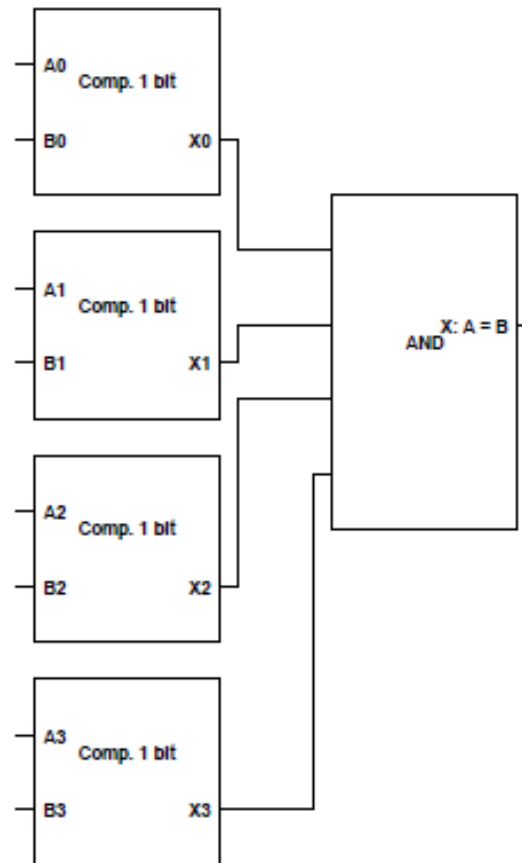 A0
Comp. 1 bit
B0
X0
A1
Comp. 1 bit
B1
X1
X: A = B
AND
A2
Comp. 1 bit
B2
X2
A3
Comp. 1 bit
B3
X3